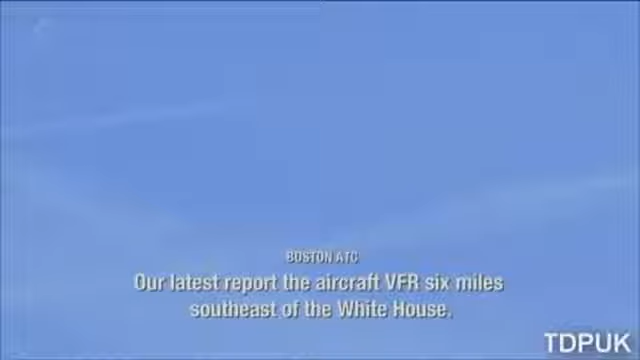 BOSTON ATC
Our latest report the aircraft VFR six miles
southeast of the White House.
TDPUK